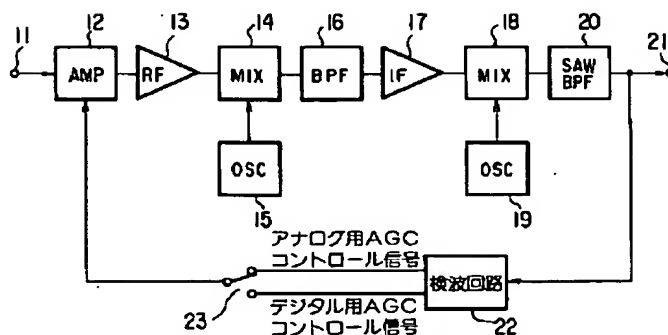 11
12
13
14
16
17
18
20
21
AMP
RF
MIX
BPF
IF
MIX
SAW
BPF
OSC
15
OSC
19
アナログ用AGC
コントロール信号
検波回路
22
23
デジタル用AGC
コントロール信号